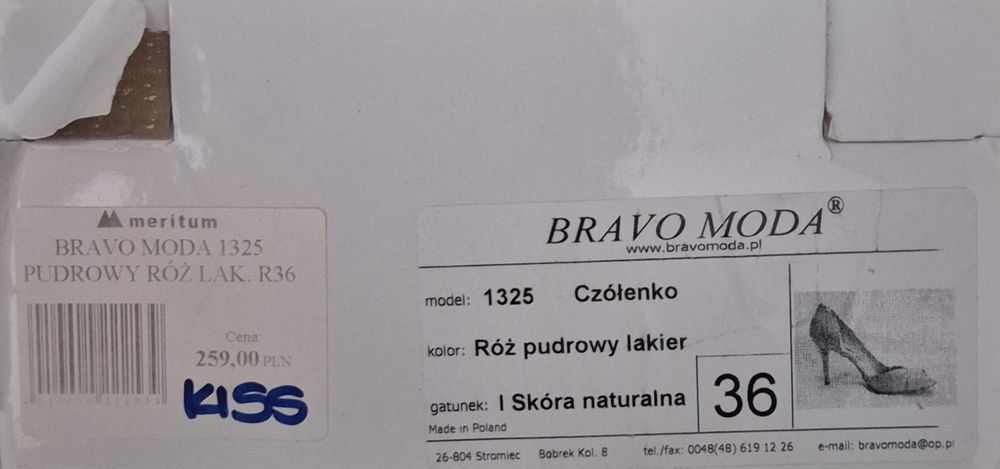 meritum
BRAVO MODA 1325
PUDROWY RÓŻ LAK. R36
Cena:
259,00 PLN
KISS
BRAVO MODA®
www.bravomoda.pl
model: 1325 Czółenko
kolor: Róż pudrowy lakier
gatunek: I Skóra naturalna
36
Made in Poland
26-804 Stromiec Bobrek Kol. 8 tel./fax: 0048(48) 619 12 26 e-mail: bravomoda@op.pl